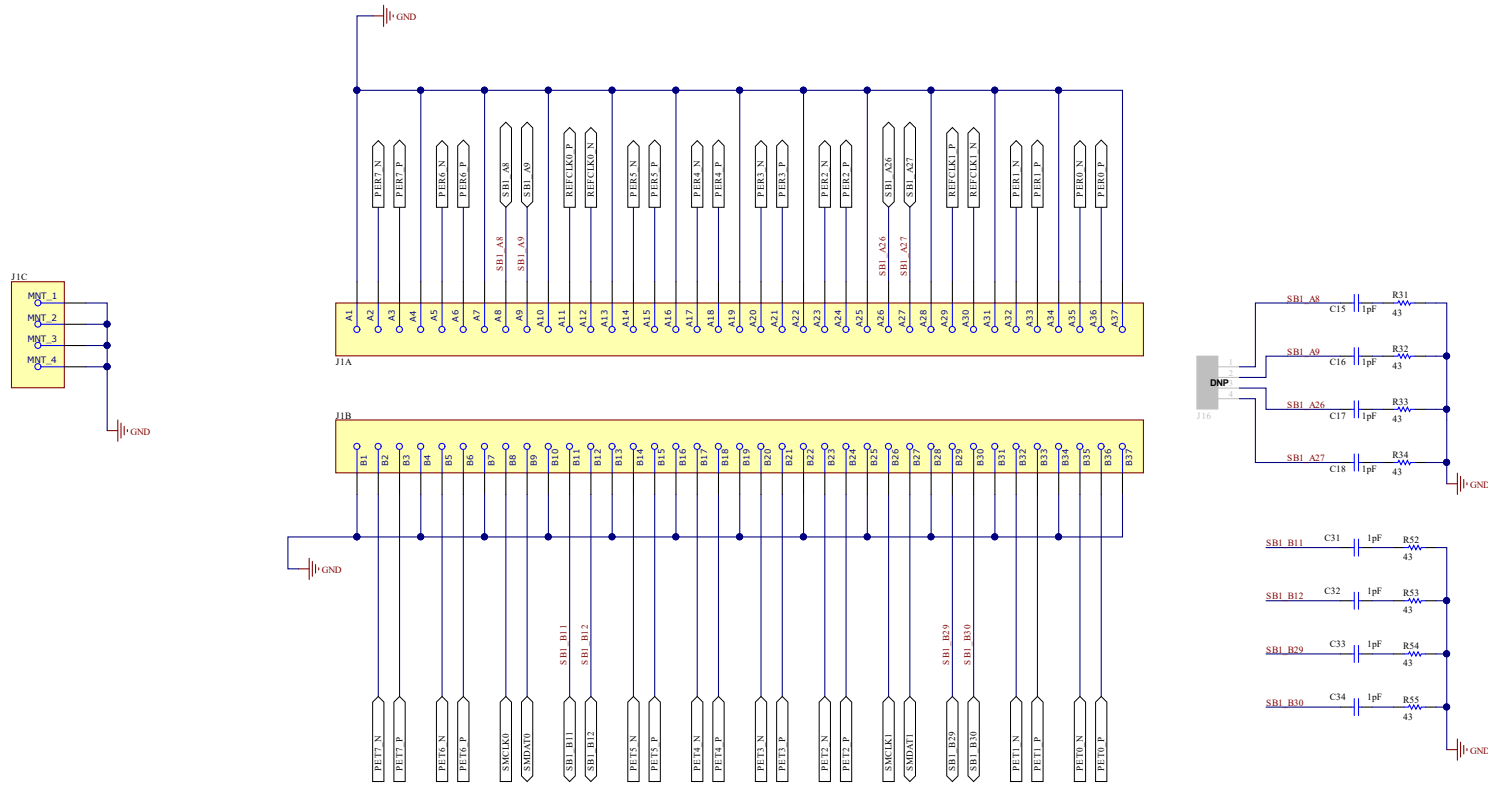 GND
PER7_N
PER7_P
PER6_N
PER6_P
SB1_A8
SB1_A9
REFCLK0_P
REFCLK0_N
PER5_N
PER5_P
PER4_N
PER4_P
PER3_N
PER3_P
PER2_N
PER2_P
SB1_A26
SB1_A27
REFCLK1_P
REFCLK1_N
PER1_N
PER1_P
PER0_N
PER0_P
SB1_A8
SB1_A9
SB1_A26
SB1_A27
A1
A2
A3
A4
A5
A6
A7
A8
A9
A10
A11
A12
A13
A14
A15
A16
A17
A18
A19
A20
A21
A22
A23
A24
A25
A26
A27
A28
A29
A30
A31
A32
A33
A34
A35
A36
A37
J1A
J1C
MNT_1
MNT_2
MNT_3
MNT_4
GND
J1B
B1
B2
B3
B4
B5
B6
B7
B8
B9
B10
B11
B12
B13
B14
B15
B16
B17
B18
B19
B20
B21
B22
B23
B24
B25
B26
B27
B28
B29
B30
B31
B32
B33
B34
B35
B36
B37
GND
SB1_B11
SB1_B12
SB1_B29
SB1_B30
PET7_N
PET7_P
PET6_N
PET6_P
SMCLK0
SMDAT0
SB1_B11
SB1_B12
PET5_N
PET5_P
PET4_N
PET4_P
PET3_N
PET3_P
PET2_N
PET2_P
SMCLK1
SMDAT1
SB1_B29
SB1_B30
PET1_N
PET1_P
PET0_N
PET0_P
1
2
4
DNP
J16
SB1_A8
C15
1pF
R31
43
SB1_A9
C16
1pF
R32
43
SB1_A26
C17
1pF
R33
43
SB1_A27
C18
1pF
R34
43
GND
SB1_B11
C31
1pF
R52
43
SB1_B12
C32
1pF
R53
43
SB1_B29
C33
1pF
R54
43
SB1_B30
C34
1pF
R55
43
GND